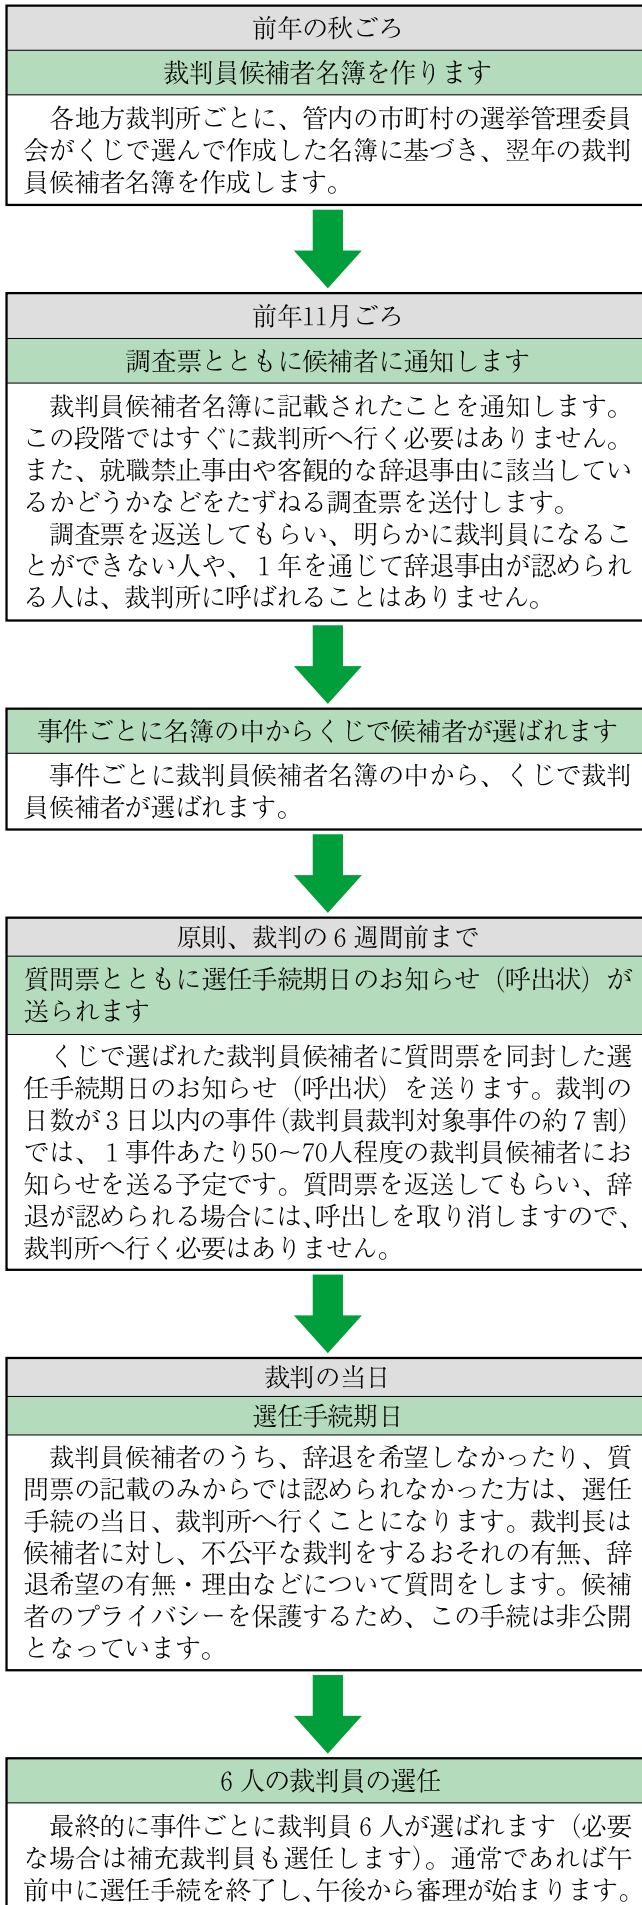 前年の秋ごろ
裁判員候補者名簿を作ります
各地方裁判所ごとに、管内の市町村の選挙管理委員
会がくじで選んで作成した名簿に基づき、翌年の裁判
員候補者名簿を作成します。
前年11月ごろ
調査票とともに候補者に通知します
裁判員候補者名簿に記載されたことを通知します。
この段階ではすぐに裁判所へ行く必要はありません。
また、就職禁止事由や客観的な辞退事由に該当してい
るかどうかなどをたずねる調査票を送付します。
調査票を返送してもらい、明らかに裁判員になるこ
とができない人や、1年を通じて辞退事由が認められ
る人は、裁判所に呼ばれることはありません。
事件ごとに名簿の中からくじで候補者が選ばれます
事件ごとに裁判員候補者名簿の中から、くじで裁判
員候補者が選ばれます。
原則、裁判の6週間前まで
質問票とともに選任手続期日のお知らせ（呼出状）が
送られます
くじで選ばれた裁判員候補者に質問票を同封した選
任手続期日のお知らせ（呼出状）を送ります。裁判の
日数が3日以内の事件（裁判員裁判対象事件の約7割）
では、1事件あたり50～70人程度の裁判員候補者にお
知らせを送る予定です。質問票を返送してもらい、辞
退が認められる場合には、呼出しを取り消しますので、
裁判所へ行く必要はありません。
裁判の当日
選任手続期日
裁判員候補者のうち、辞退を希望しなかったり、質
問票の記載のみからでは認められなかった方は、選任
手続の当日、裁判所へ行くことになります。裁判長は
候補者に対し、不公平な裁判をするおそれの有無、辞
退希望の有無・理由などについて質問をします。候補
者のプライバシーを保護するため、この手続は非公開
となっています。
6人の裁判員の選任
最終的に事件ごとに裁判員6人が選ばれます（必要
な場合は補充裁判員も選任します）。通常であれば午
前中に選任手続を終了し、午後から審理が始まります。